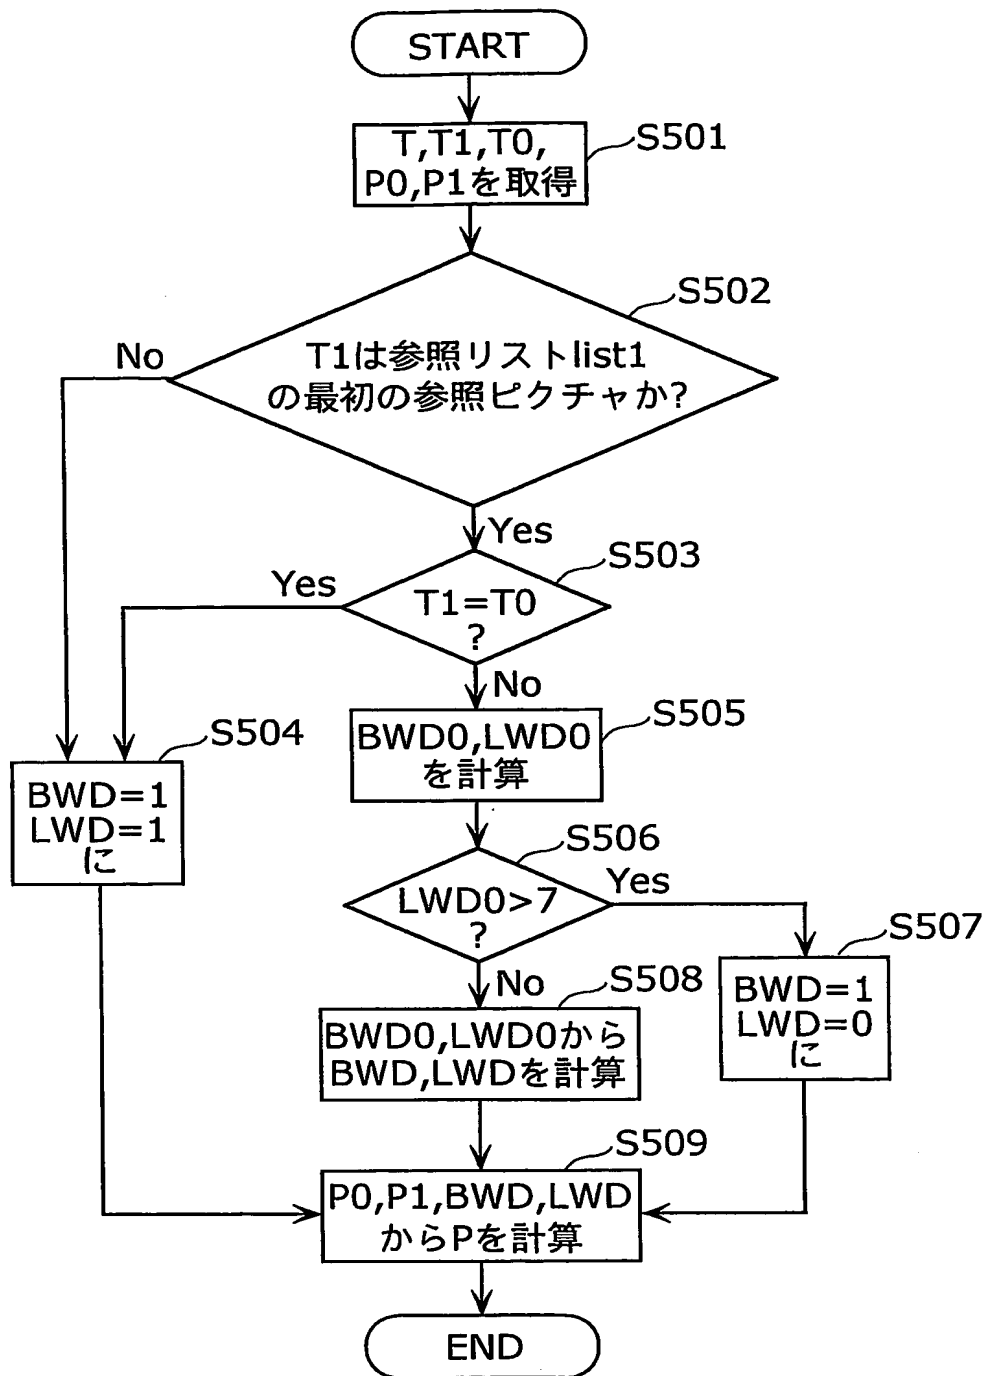 START
T,T1,T0,
P0,P1を取得
S501
S502
T1は参照リストlist1
の最初の参照ピクチャか?
No
Yes
S503
T1=T0
?
Yes
No
S504
BWD=1
LWD=1
に
S505
BWD0,LWD0
を計算
S506
LWD0>7
?
Yes
No
S507
BWD=1
LWD=0
に
S508
BWD0,LWD0から
BWD,LWDを計算
S509
P0,P1,BWD,LWD
からPを計算
END